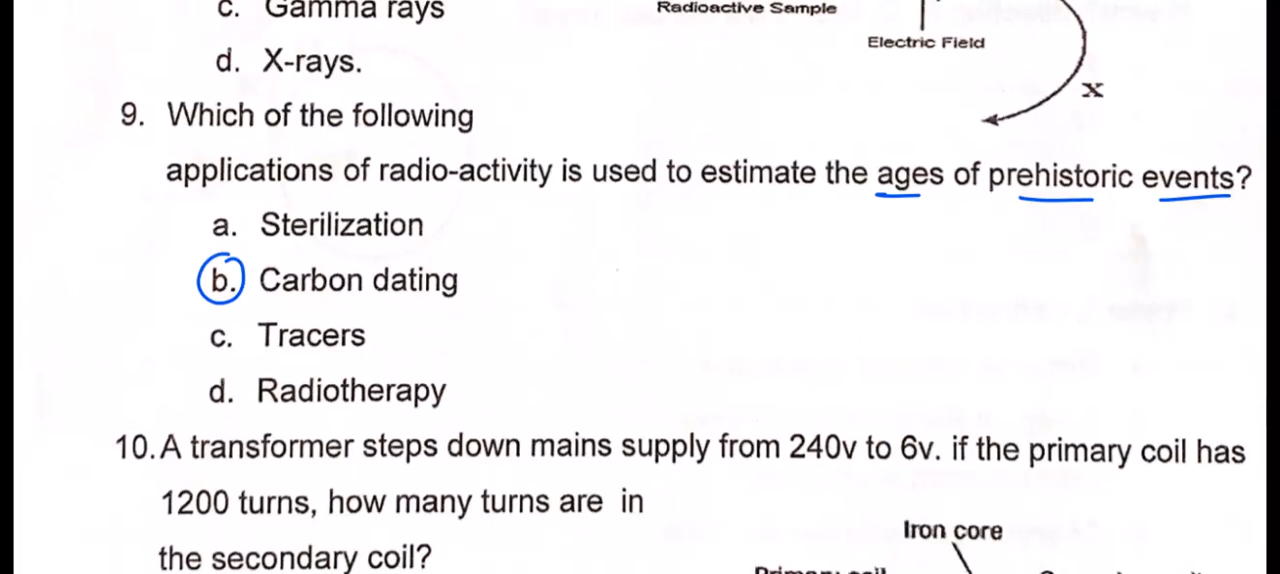 c. Gamma rays
Radioactive Sample
Electric Field
d. X-rays.
X
9. Which of the following
applications of radio-activity is used to estimate the ages of prehistoric events?
a. Sterilization
b. Carbon dating
c. Tracers
d. Radiotherapy
10. A transformer steps down mains supply from 240v to 6v. if the primary coil has
1200 turns, how many turns are in
Iron core
the secondary coil?
Primary coil